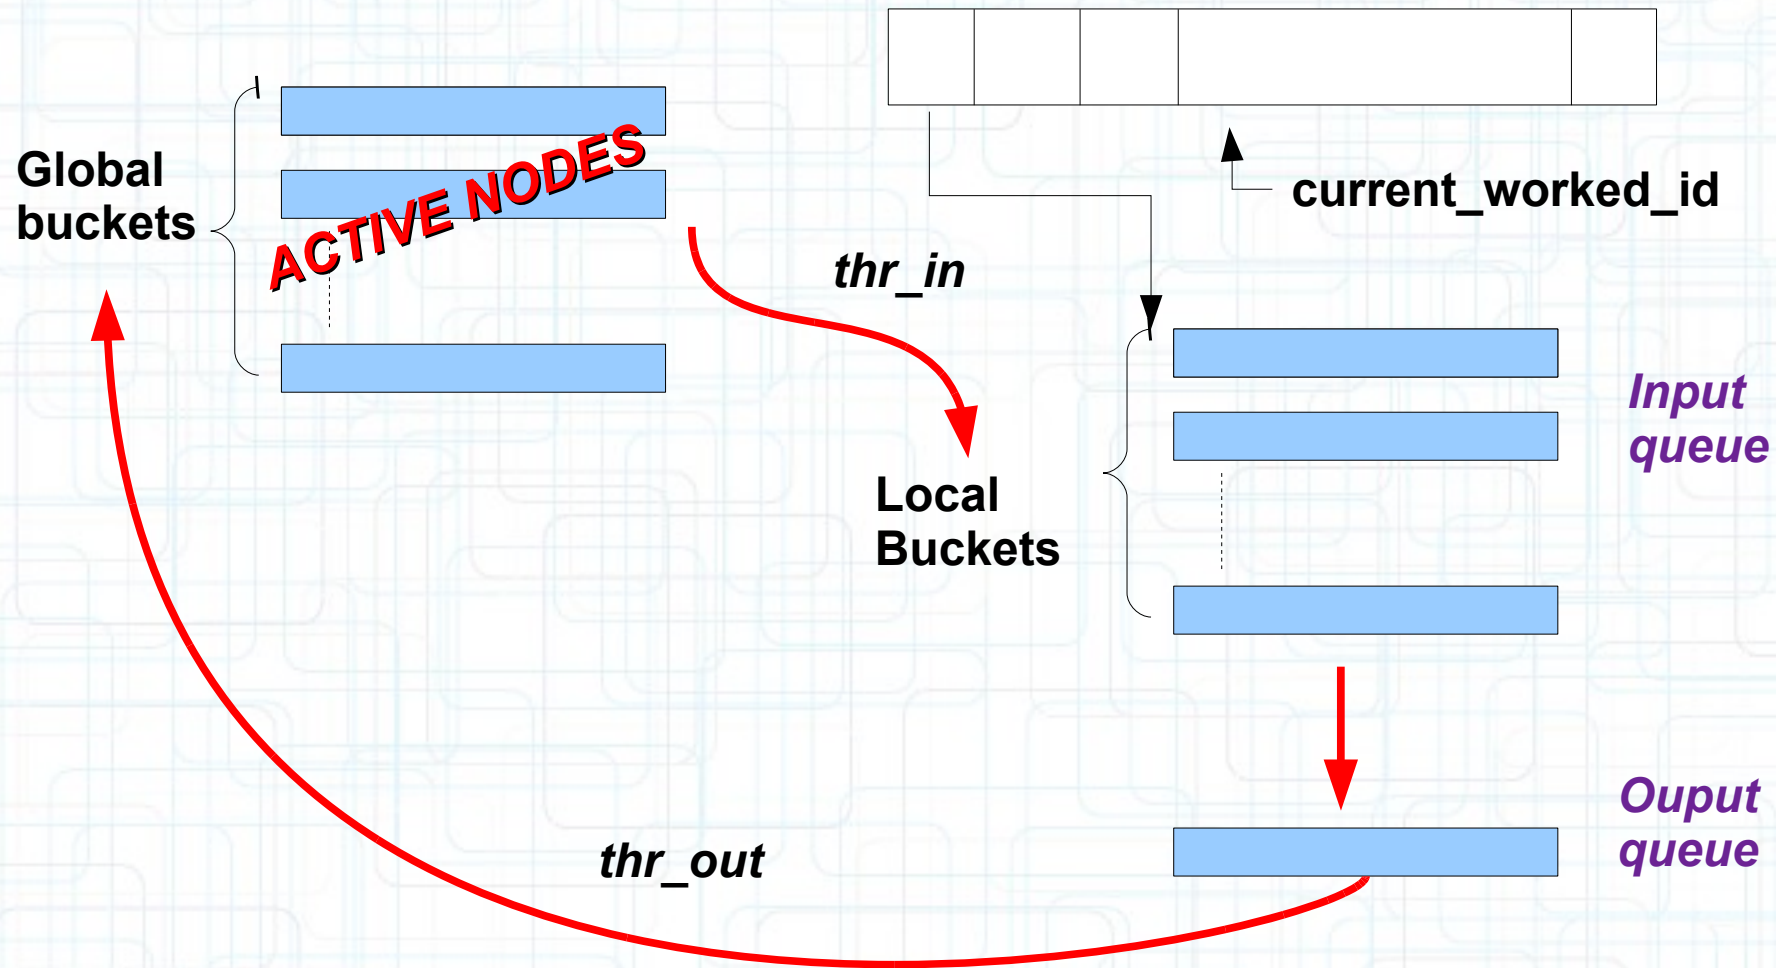 Global
buckets
ACTIVE NODES
current_worked_id
thr_in
Input
queue
Local
Buckets
Ouput
queue
thr_out